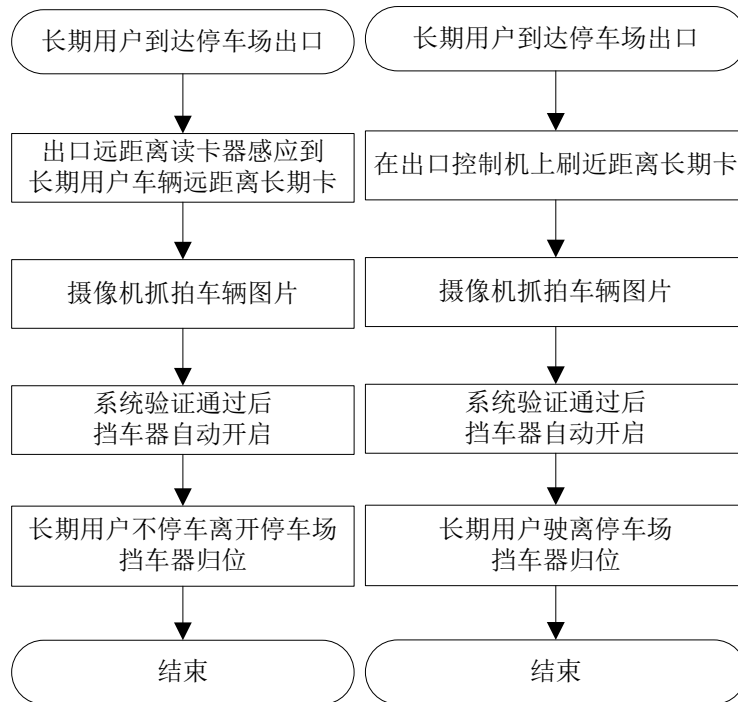 长期用户到达停车场出口
出口远距离读卡器感应到
长期用户车辆远距离长期卡
摄像机抓拍车辆图片
系统验证通过后
挡车器自动开启
长期用户不停车离开停车场
挡车器归位
结束
长期用户到达停车场出口
在出口控制机上刷近距离长期卡
摄像机抓拍车辆图片
系统验证通过后
挡车器自动开启
长期用户驶离停车场
挡车器归位
结束